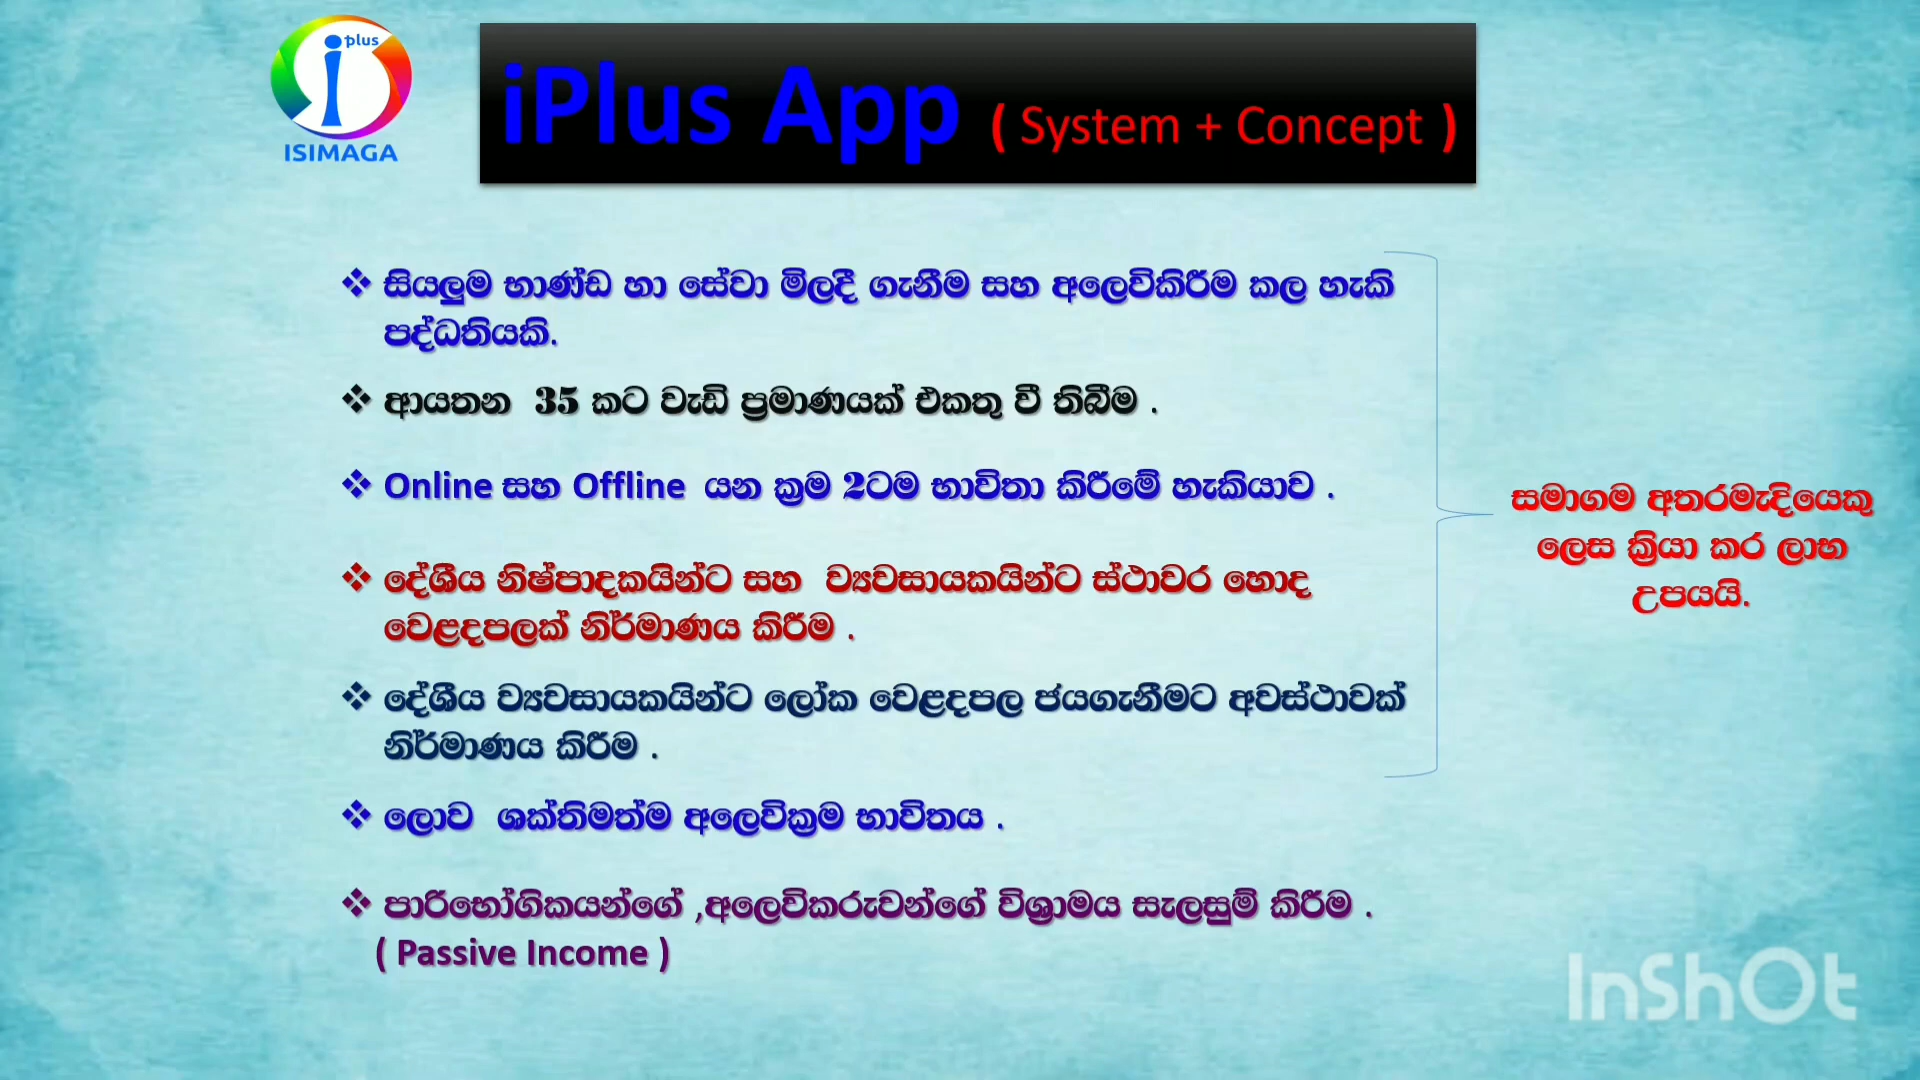 plus
ISIMAGA
iPlus App ( System + Concept )
❖ සියලුම භාණ්ඩ හා සේවා මිලදී ගැනීම සහ අලෙවිකිරීම කල හැකි
පද්ධතියකි.
❖ ආයතන 35 කට වැඩි ප්‍රමාණයක් එකතු වී තිබීම .
❖ Online සහ Offline යන ක්‍රම 2ටම භාවිතා කිරීමේ හැකියාව .
❖ දේශීය නිෂ්පාදකයින්ට සහ ව්‍යවසායකයින්ට ස්ථාවර හොද
වෙළදපලක් නිර්මාණය කිරීම .
❖ දේශීය ව්‍යවසායකයින්ට ලෝක වෙළදපල ජයගැනීමට අවස්ථාවක්
නිර්මාණය කිරීම .
❖ ලොව ශක්තිමත්ම අලෙවික්‍රම භාවිතය .
❖ පාරිභෝගිකයන්ගේ ,අලෙවිකරුවන්ගේ විශ්‍රාමය සැලසුම් කිරීම .
( Passive Income )
සමාගම අතරමැදියෙකු
ලෙස ක්‍රියා කර ලාභ
උපයයි.
InShOt